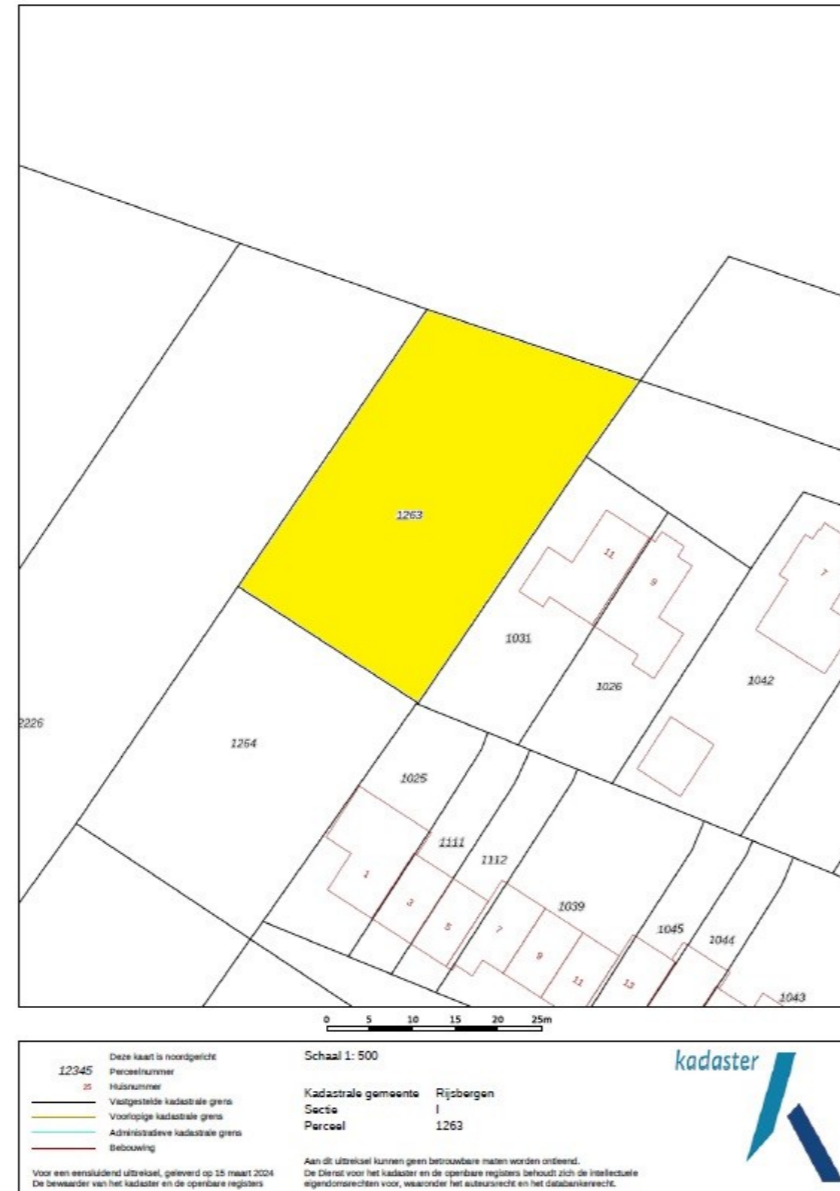 1263
11
9
7
1031
1026
1042
2226
1264
1025
1111
1112
1
3
5
7
9
11
1039
1045
13
1044
1043
0 5 10 15 20 25m
12345
25
Deze kaart is noordgericht
Perceelnummer
Huisnummer
Vastgestelde kadastrale grens
Voorlopige kadastrale grens
Administratieve kadastrale grens
Bebouwing
Voor een eensluidend uittreksel, geleverd op 15 maart 2024
De bewaarder van het kadaster en de openbare registers
Schaal 1: 500
Kadastrale gemeente Rijsbergen
Sectie I
Perceel 1263
Aan dit uittreksel kunnen geen betrouwbare maten worden ontleend.
De Dienst voor het kadaster en de openbare registers behoudt zich de intellectuele
eigendomsrechten voor, waaronder het auteursrecht en het databankenrecht.
kadaster